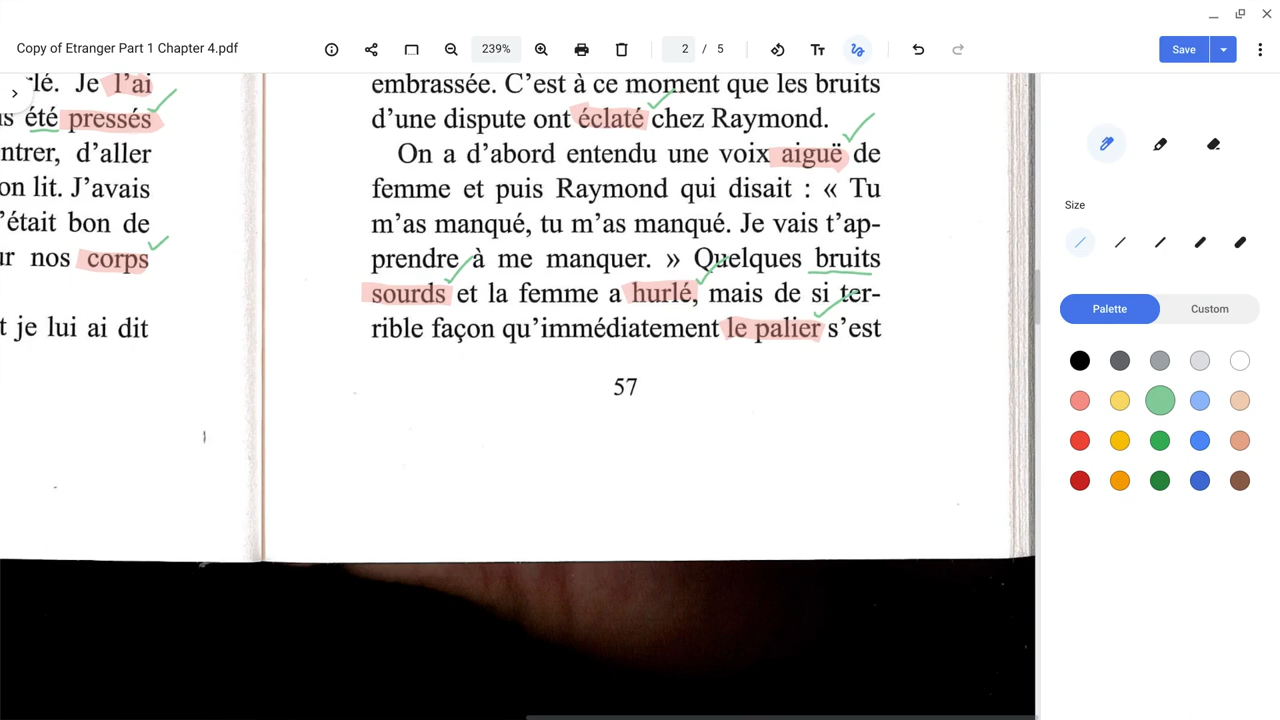 Copy of Etranger Part 1 Chapter 4.pdf
239%
2 / 5
Save
lé. Je l'ai
été pressés
ntrer, d'aller
on lit. J'avais
'était bon de
ur nos corps
t je lui ai dit
embrassée. C'est à ce moment que les bruits
d'une dispute ont éclaté chez Raymond.
On a d'abord entendu une voix aiguë de
femme et puis Raymond qui disait : « Tu
m'as manqué, tu m'as manqué. Je vais t'ap-
prendre à me manquer. » Quelques bruits
sourds et la femme a hurlé, mais de si ter-
rible façon qu'immédiatement le palier s'est
57
Size
Palette
Custom